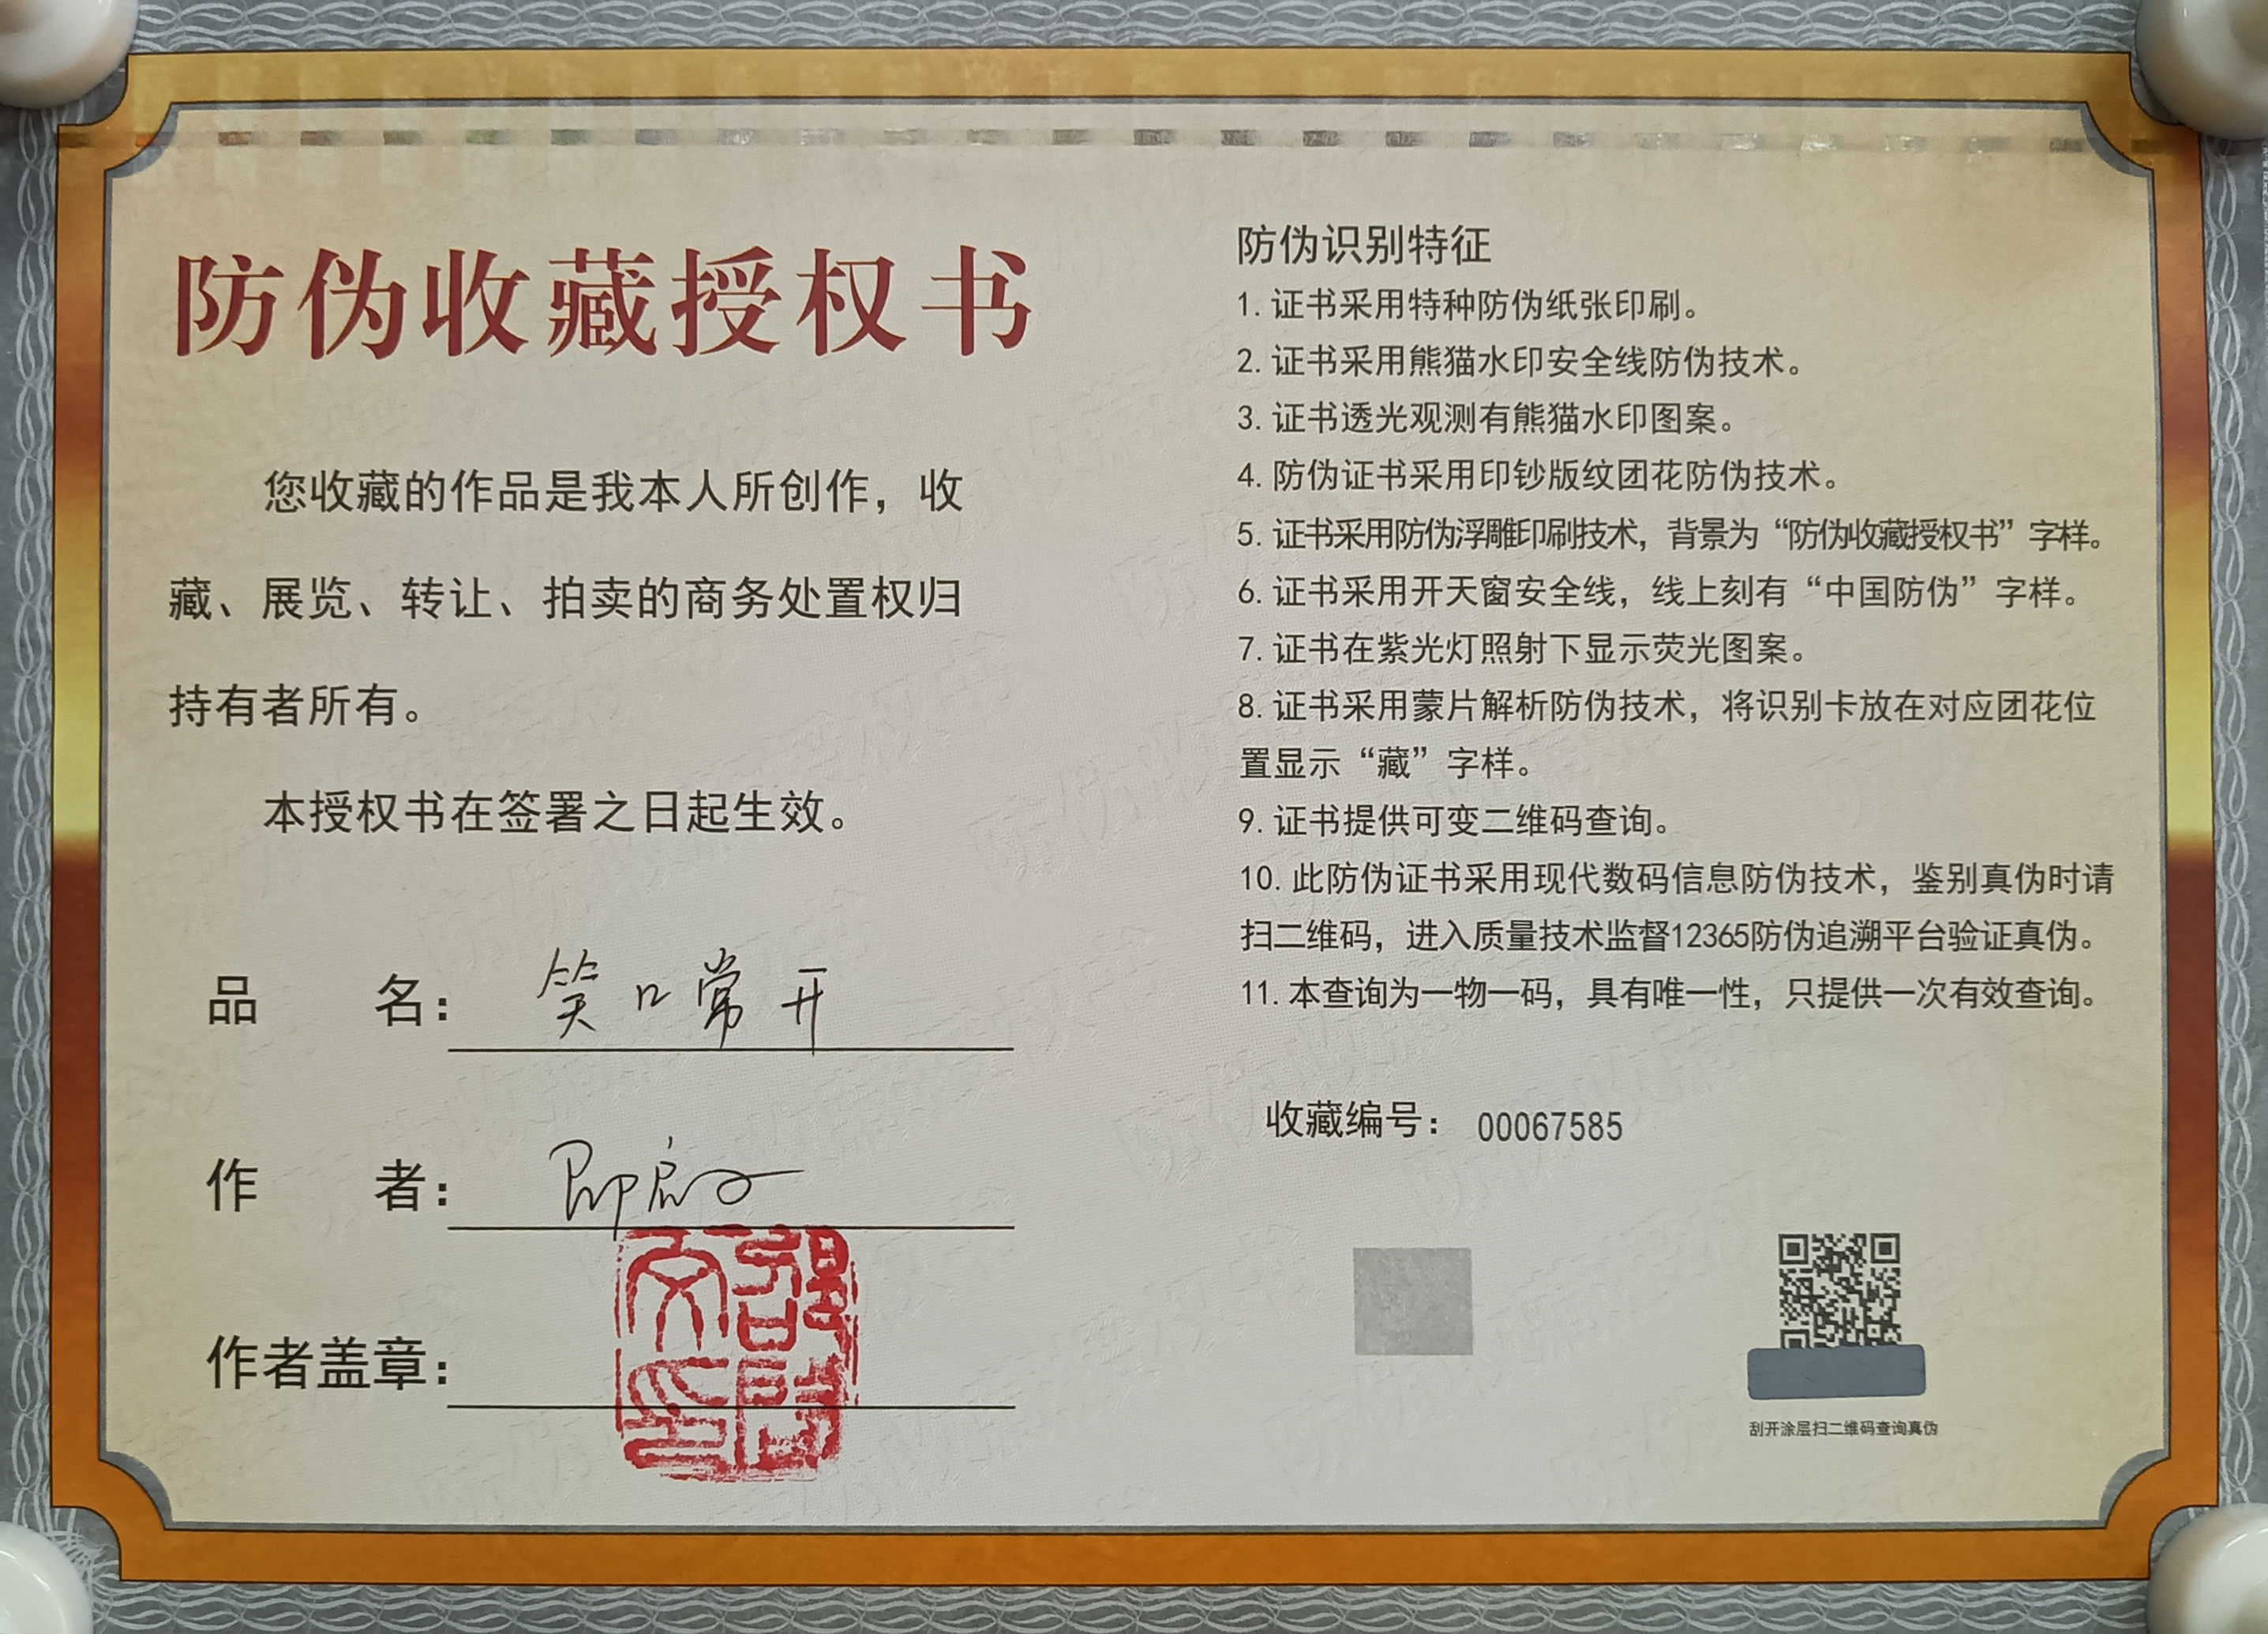 防伪收藏授权书
您收藏的作品是我本人所创作，收
藏、展览、转让、拍卖的商务处置权归
持有者所有。
本授权书在签署之日起生效。
品名：笑口常开
作者：
作者盖章：
防伪识别特征
1.证书采用特种防伪纸张印刷。
2.证书采用熊猫水印安全线防伪技术。
3.证书透光观测有熊猫水印图案。
4.防伪证书采用印钞版纹团花防伪技术。
5.证书采用防伪浮雕印刷技术，背景为“防伪收藏授权书”字样。
6.证书采用开天窗安全线，线上刻有“中国防伪”字样。
7.证书在紫光灯照射下显示荧光图案。
8.证书采用蒙片解析防伪技术，将识别卡放在对应团花位
置显示“藏”字样。
9.证书提供可变二维码查询。
10.此防伪证书采用现代数码信息防伪技术，鉴别真伪时请
扫二维码，进入质量技术监督12365防伪追溯平台验证真伪。
11.本查询为一物一码，具有唯一性，只提供一次有效查询。
收藏编号：00067585
刮开涂层扫二维码查询真伪